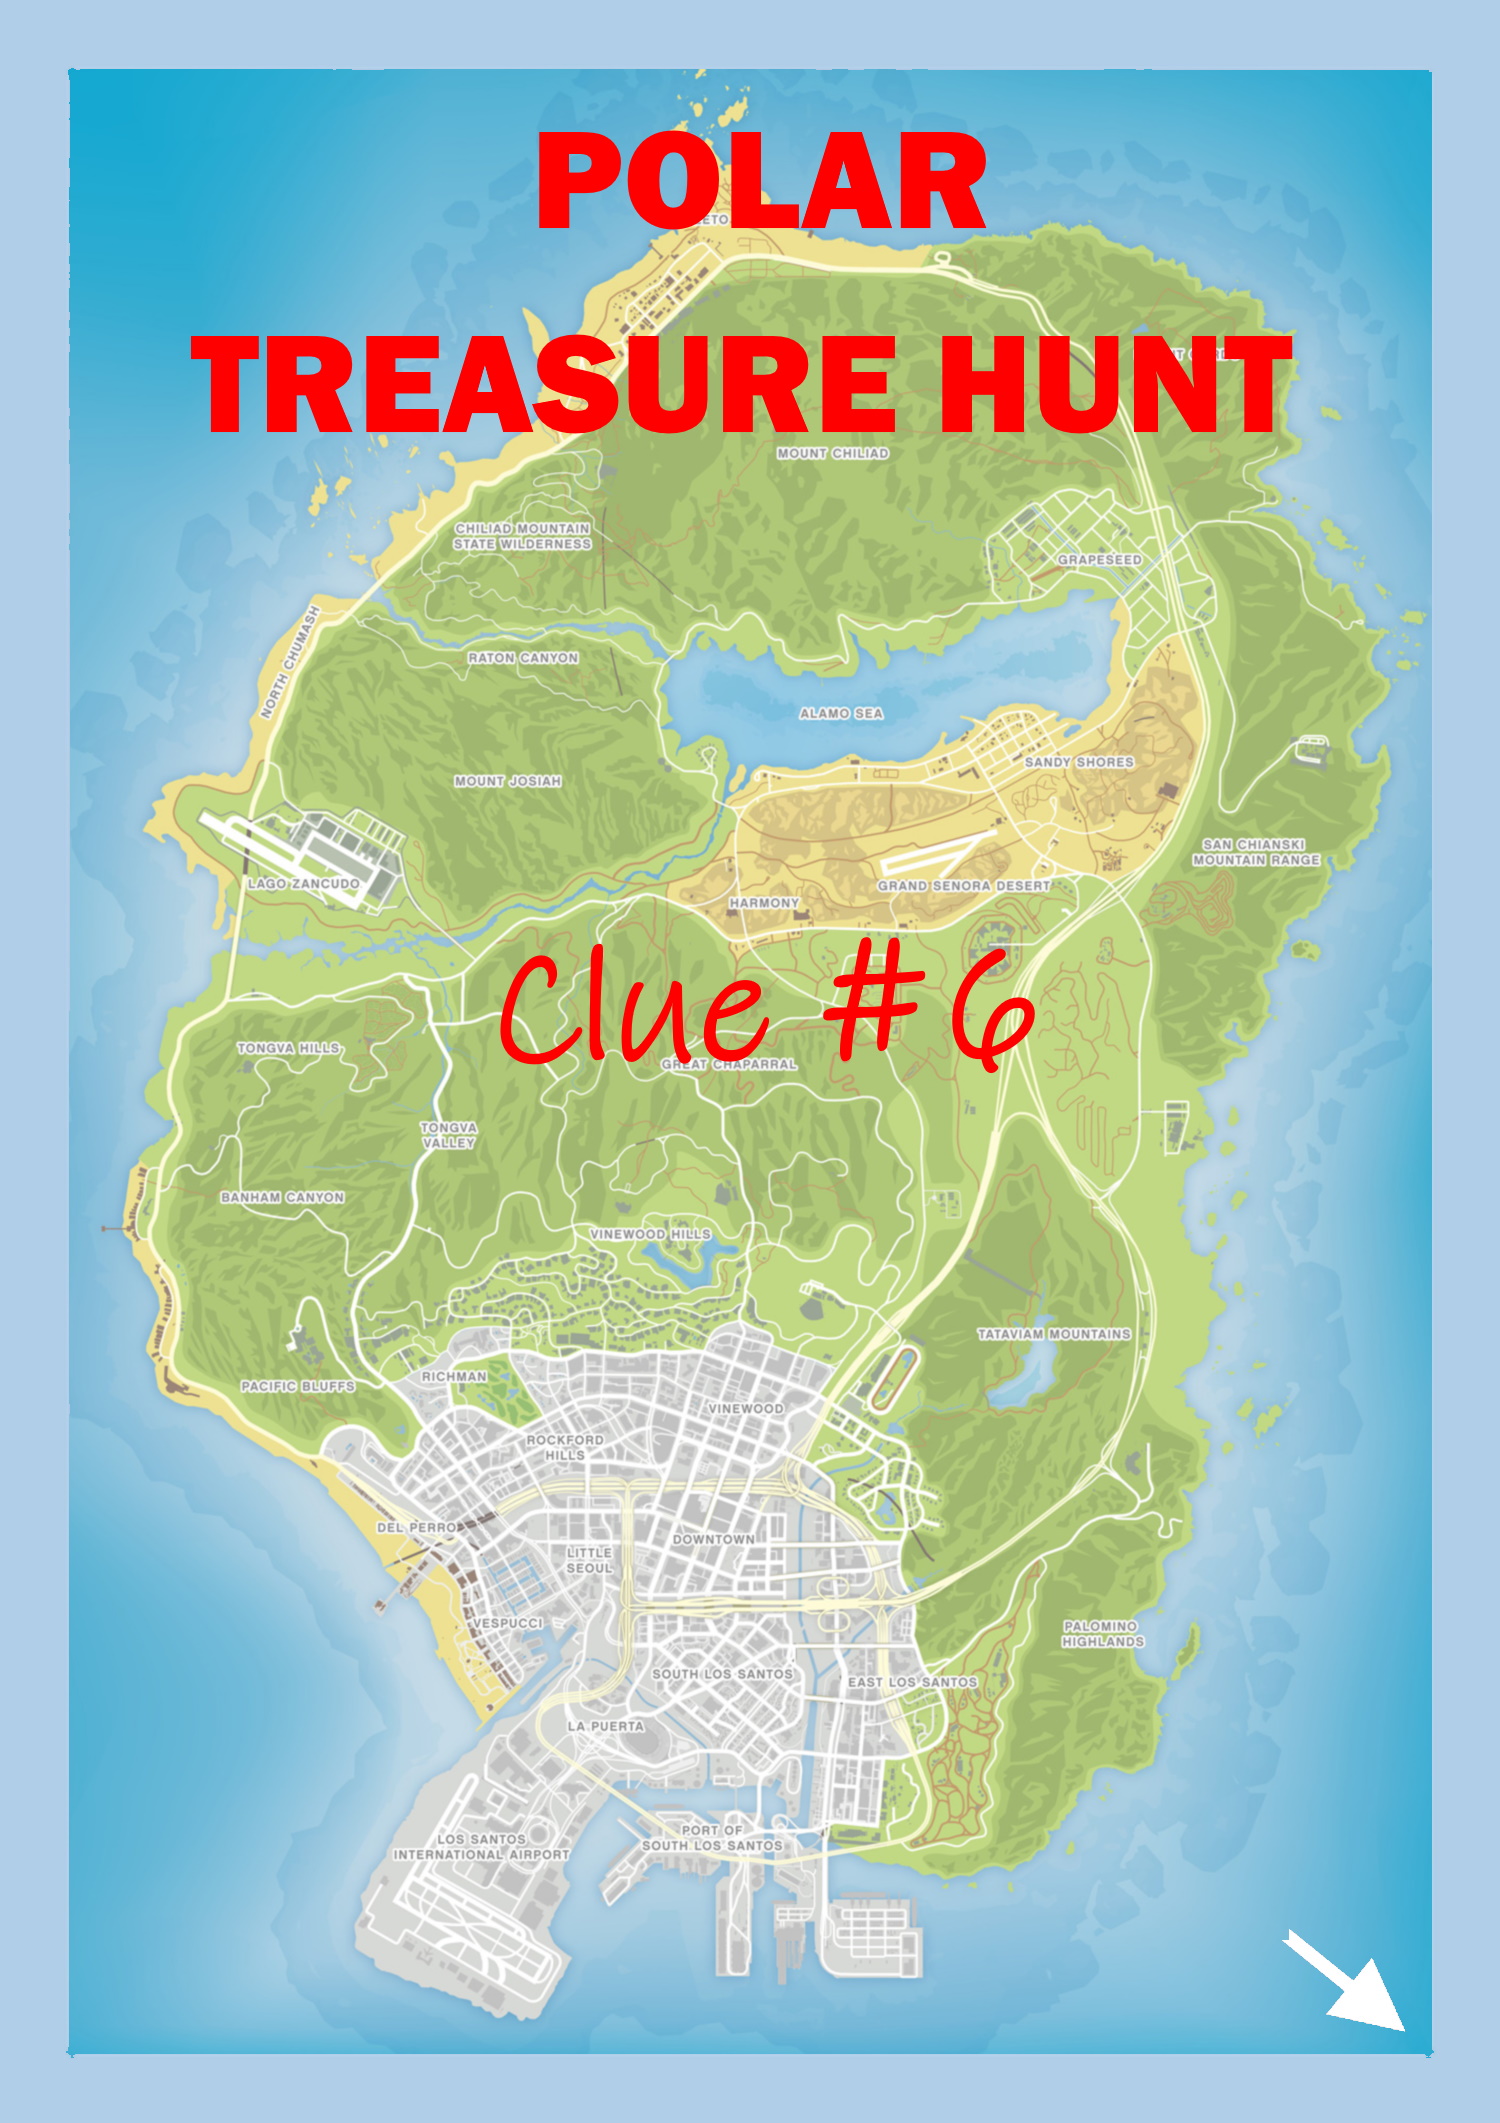 POLAR
TREASURE HUNT
MOUNT CHILIAD
CHILIAD MOUNTAIN
STATE WILDERNESS
GRAPESEED
NORTH CHUMASH
RATON CANYON
ALAMO SEA
SANDY SHORES
MOUNT JOSIAH
SAN CHIANSKI
MOUNTAIN RANGE
LAGO ZANCUDO
GRAND SENORA DESERT
HARMONY
Clue #6
TONGVA HILLS
GREAT CHAPARRAL
TONGVA
VALLEY
BANHAM CANYON
VINEWOOD HILLS
TATAVIAM MOUNTAINS
RICHMAN
PACIFIC BLUFFS
VINEWOOD
ROCKFORD
HILLS
DEL PERRO
DOWNTOWN
LITTLE
SEOUL
VESPUCCI
PALOMINO
HIGHLANDS
SOUTH LOS SANTOS
EAST LOS SANTOS
LA PUERTA
PORT OF
SOUTH LOS SANTOS
LOS SANTOS
INTERNATIONAL AIRPORT